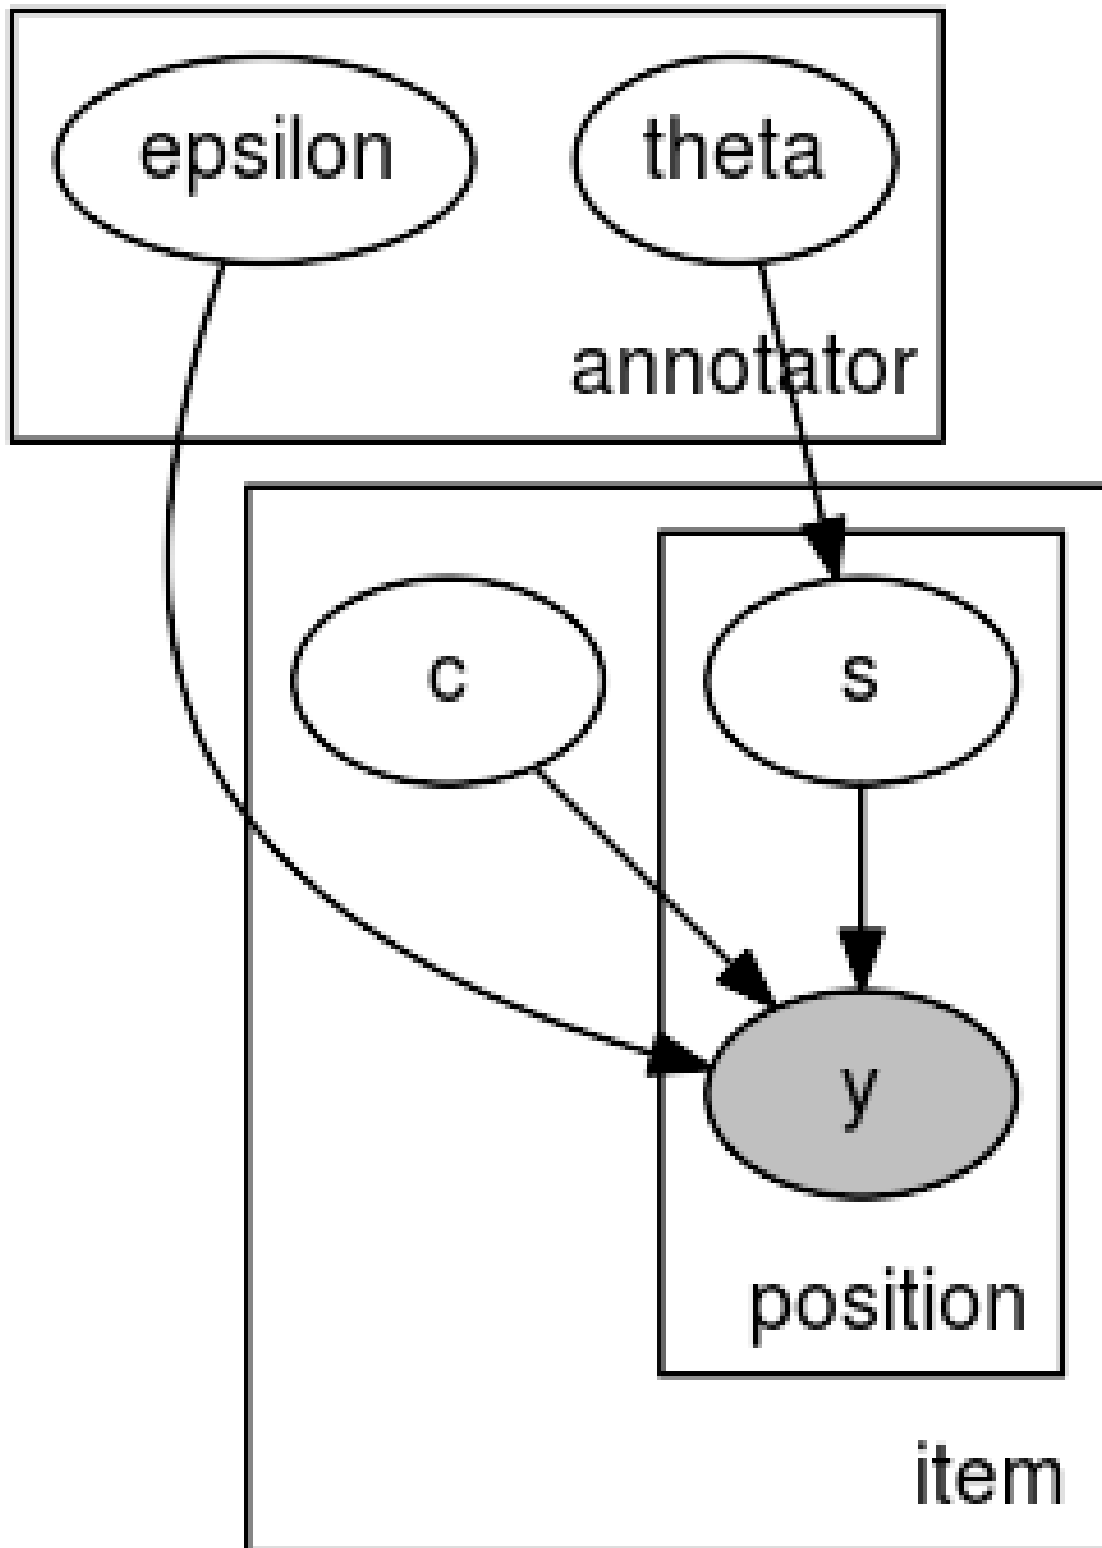 epsilon theta
annotator
c s
y
position
item